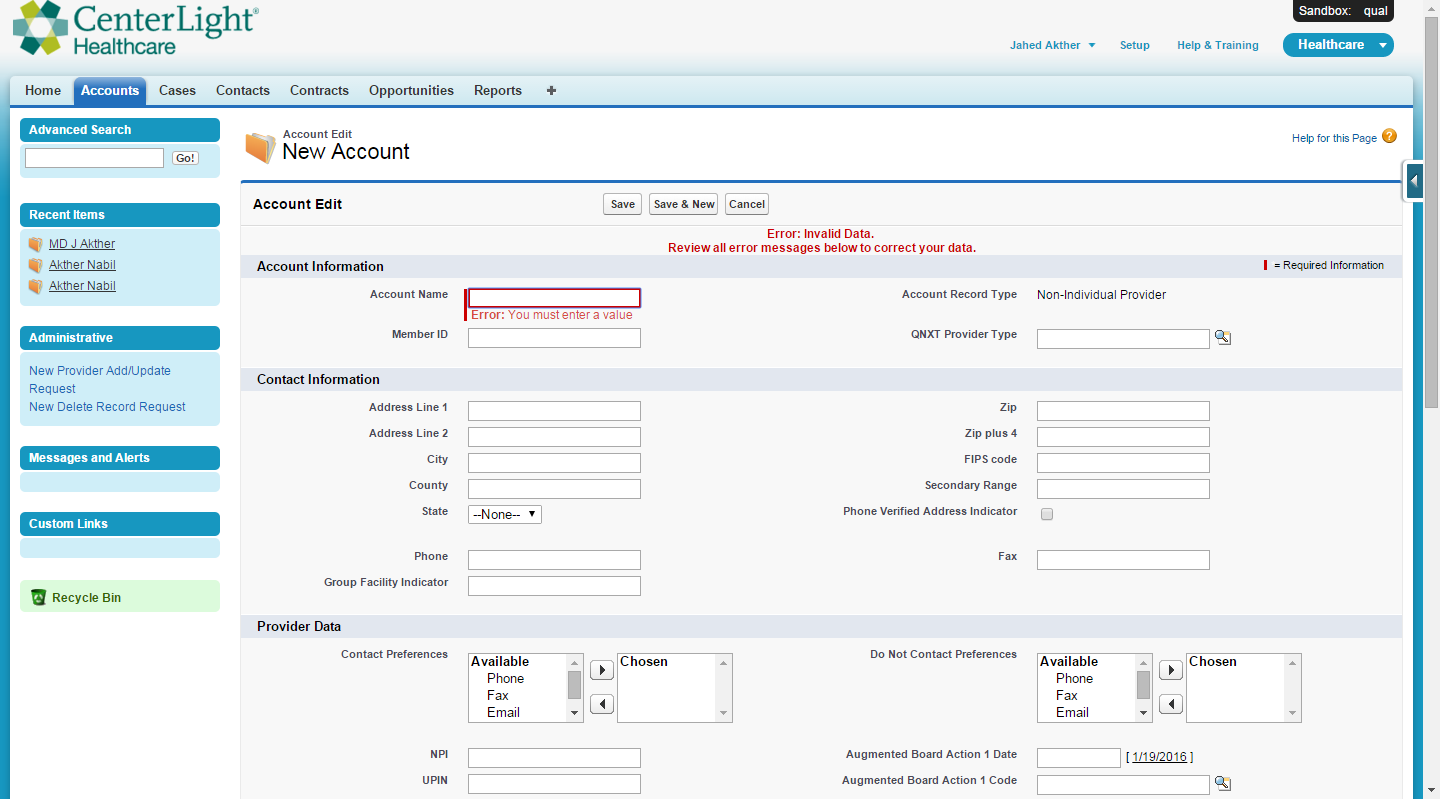 CenterLight®
Healthcare
Sandbox: qual
Jahed Akther Setup Help & Training Healthcare
Home Accounts Cases Contacts Contracts Opportunities Reports +
Advanced Search
Go!
Recent Items
MD J Akther
Akther Nabil
Akther Nabil
Administrative
New Provider Add/Update
Request
New Delete Record Request
Messages and Alerts
Custom Links
Recycle Bin
Account Edit
New Account
Help for this Page ?
Account Edit Save Save & New Cancel
Error: Invalid Data.
Review all error messages below to correct your data.
Account Information = Required Information
Account Name Account Record Type Non-Individual Provider
Error: You must enter a value
Member ID QNXT Provider Type
Contact Information
Address Line 1 Zip
Address Line 2 Zip plus 4
City FIPS code
County Secondary Range
State --None-- Phone Verified Address Indicator
Phone Fax
Group Facility Indicator
Provider Data
Contact Preferences Available Chosen Do Not Contact Preferences Available Chosen
Phone Phone
Fax Fax
Email Email
NPI Augmented Board Action 1 Date [ 1/19/2016 ]
UPIN Augmented Board Action 1 Code